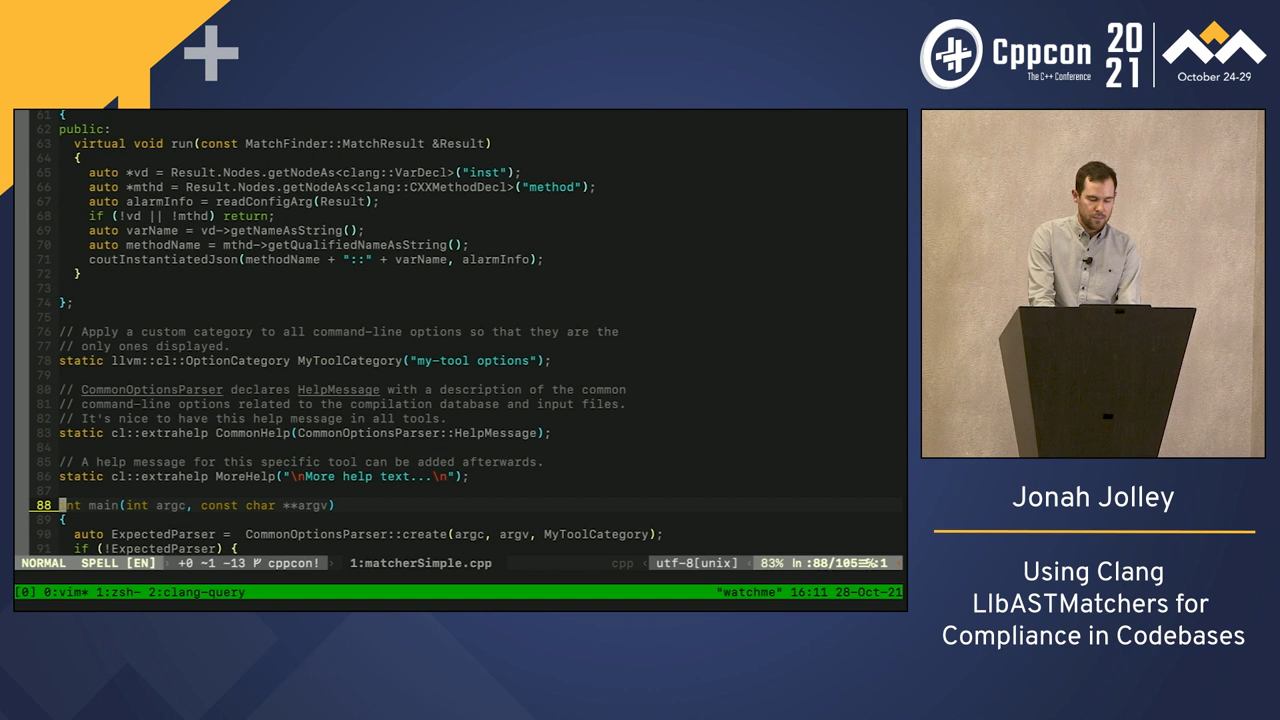 Cppcon
The C++ Conference
20
21
October 24-29
61 {
62 public:
63   virtual void run(const MatchFinder::MatchResult &Result)
64   {
65     auto *vd = Result.Nodes.getNodeAs<clang::VarDecl>("inst");
66     auto *mthd = Result.Nodes.getNodeAs<clang::CXXMethodDecl>("method");
67     auto alarmInfo = readConfigArg(Result);
68     if (!vd || !mthd) return;
69     auto varName = vd->getNameAsString();
70     auto methodName = mthd->getQualifiedNameAsString();
71     coutInstantiatedJson(methodName + "::" + varName, alarmInfo);
72   }
73
74 };
75
76 // Apply a custom category to all command-line options so that they are the
77 // only ones displayed.
78 static llvm::cl::OptionCategory MyToolCategory("my-tool options");
79
80 // CommonOptionsParser declares HelpMessage with a description of the common
81 // command-line options related to the compilation database and input files.
82 // It's nice to have this help message in all tools.
83 static cl::extrahelp CommonHelp(CommonOptionsParser::HelpMessage);
84
85 // A help message for this specific tool can be added afterwards.
86 static cl::extrahelp MoreHelp("\nMore help text...\n");
87
88 int main(int argc, const char **argv)
89 {
90   auto ExpectedParser =  CommonOptionsParser::create(argc, argv, MyToolCategory);
91   if (!ExpectedParser) {
NORMAL SPELL [EN] +0 ~1 -13 cppcon! 1:matcherSimple.cpp cpp utf-8[unix] 83% ln :88/105≡%:1
[0] 0:vim* 1:zsh- 2:clang-query "watchme" 16:11 28-Oct-21
Jonah Jolley
Using Clang
LIbASTMatchers for
Compliance in Codebases